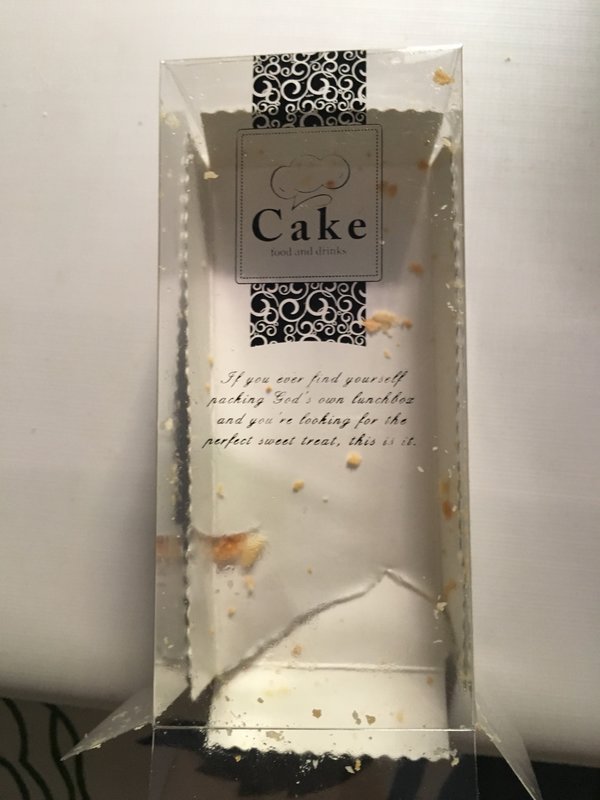 Cake
food and drinks
If you ever find yourself
packing God's own lunchbox
and you're looking for the
perfect sweet treat, this is it.